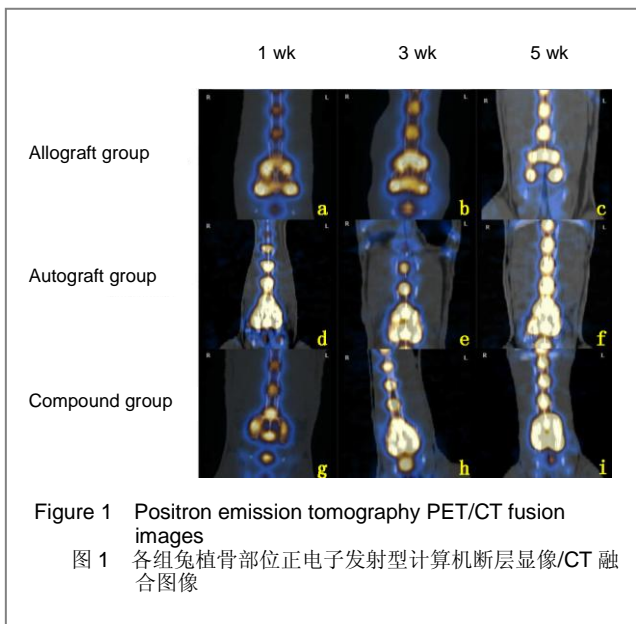 1 wk 3 wk 5 wk
Allograft group
R L R L R L
a b c
Autograft group
R L R L R L
d e f
Compound group
R L R L R L
g h i
Figure 1 Positron emission tomography PET/CT fusion
images
图 1 各组兔植骨部位正电子发射型计算机断层显像/CT 融
合图像